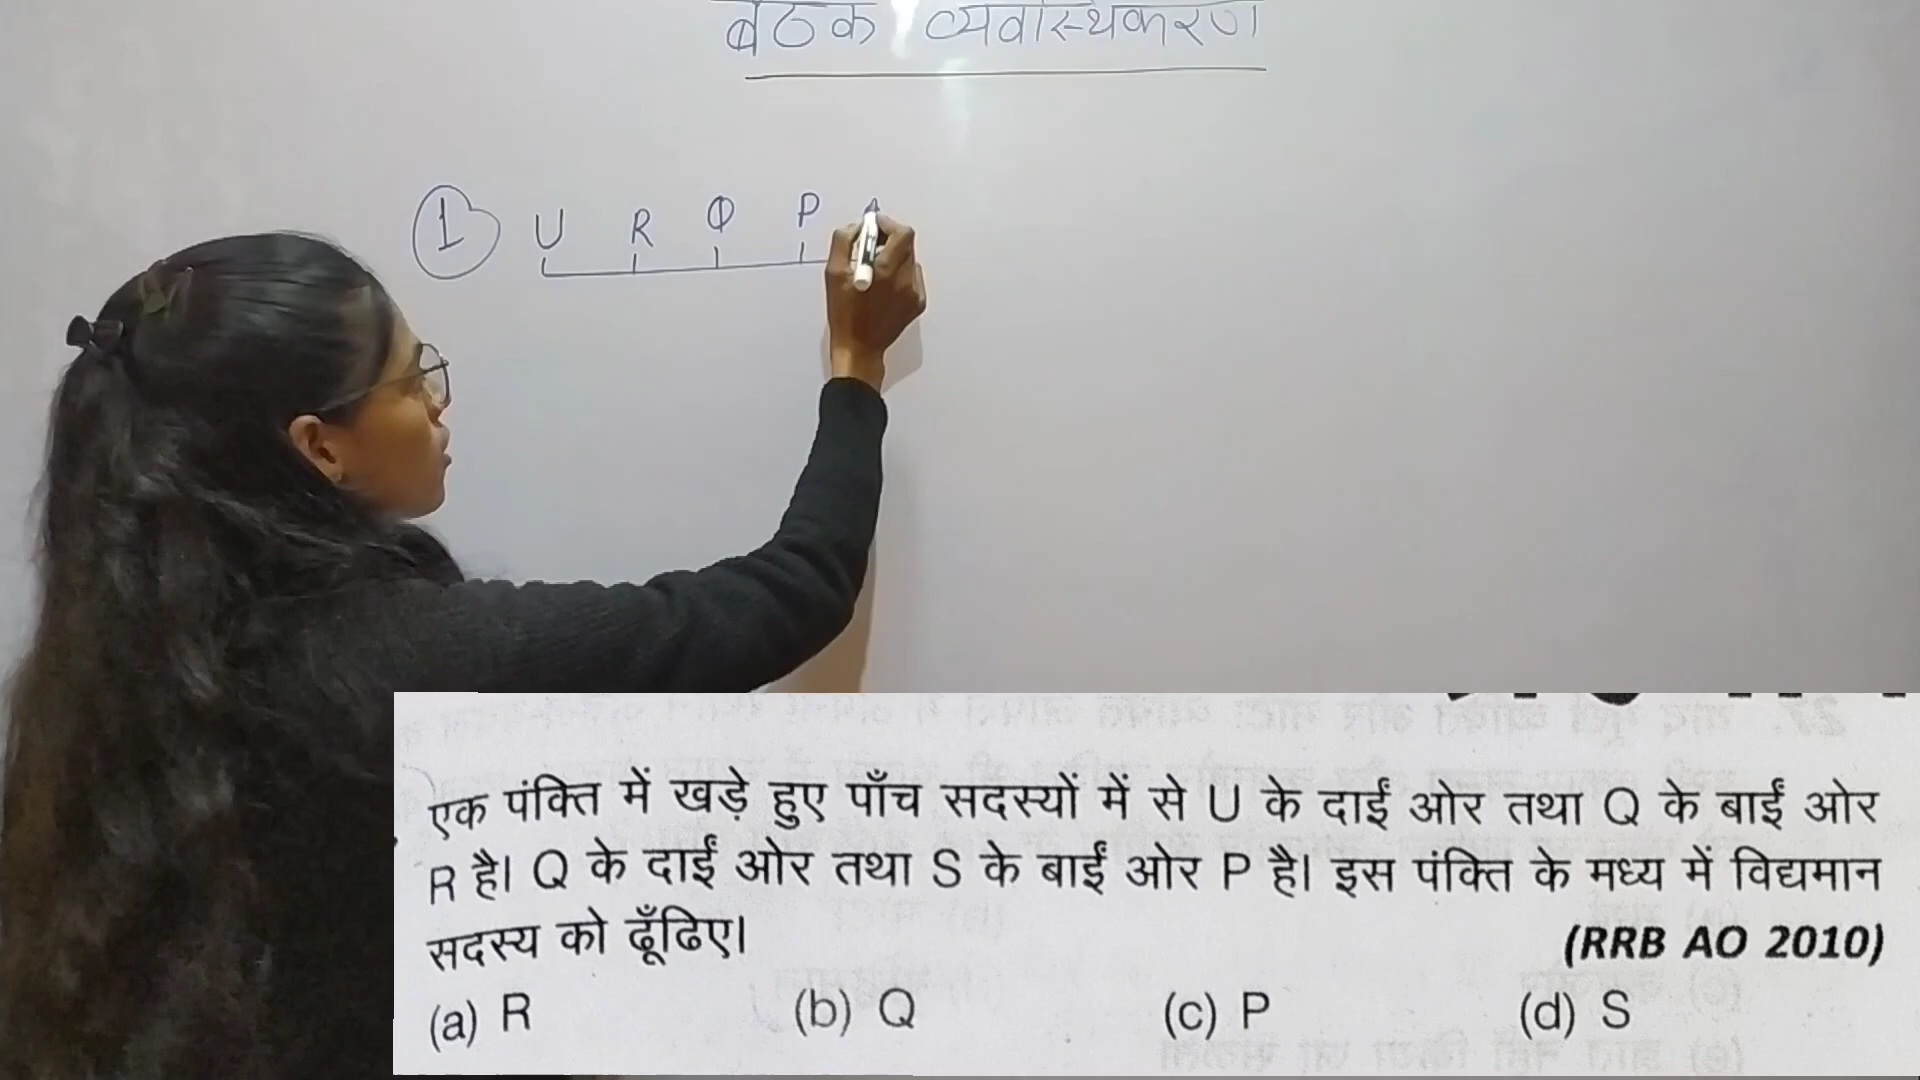 बैठक व्यवस्थिकरण
1 U R Q P
एक पंक्ति में खड़े हुए पाँच सदस्यों में से U के दाईं ओर तथा Q के बाईं ओर
R है। Q के दाईं ओर तथा S के बाईं ओर P है। इस पंक्ति के मध्य में विद्यमान
सदस्य को ढूँढिए।
(RRB AO 2010)
(a) R (b) Q (c) P (d) S